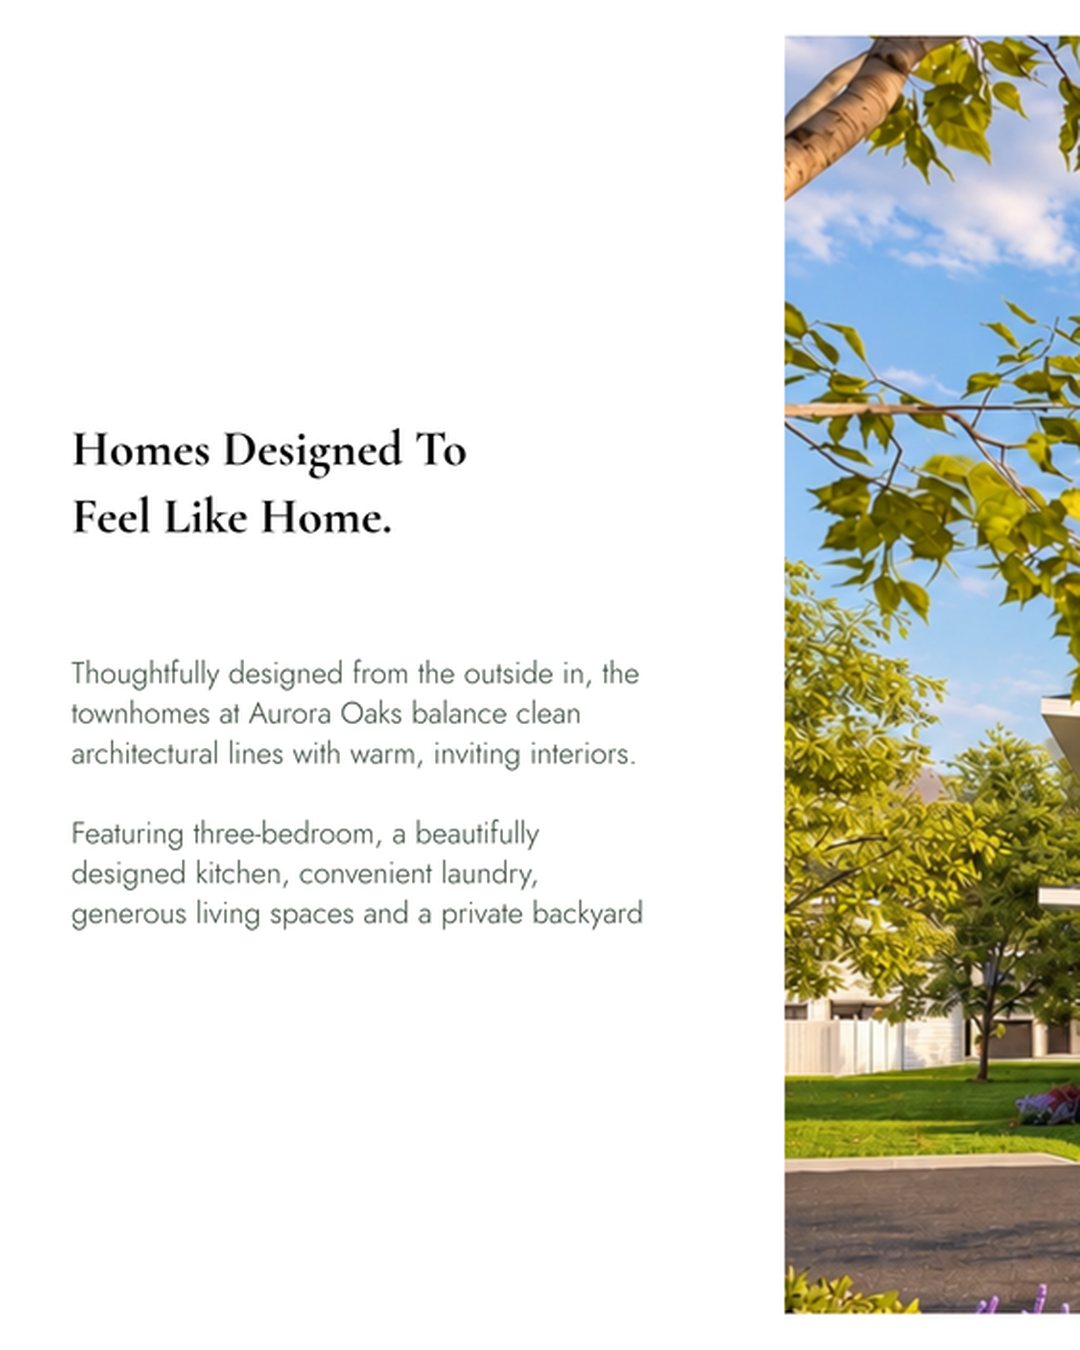 Homes Designed To
Feel Like Home.
Thoughtfully designed from the outside in, the
townhomes at Aurora Oaks balance clean
architectural lines with warm, inviting interiors.
Featuring three-bedroom, a beautifully
designed kitchen, convenient laundry,
generous living spaces and a private backyard